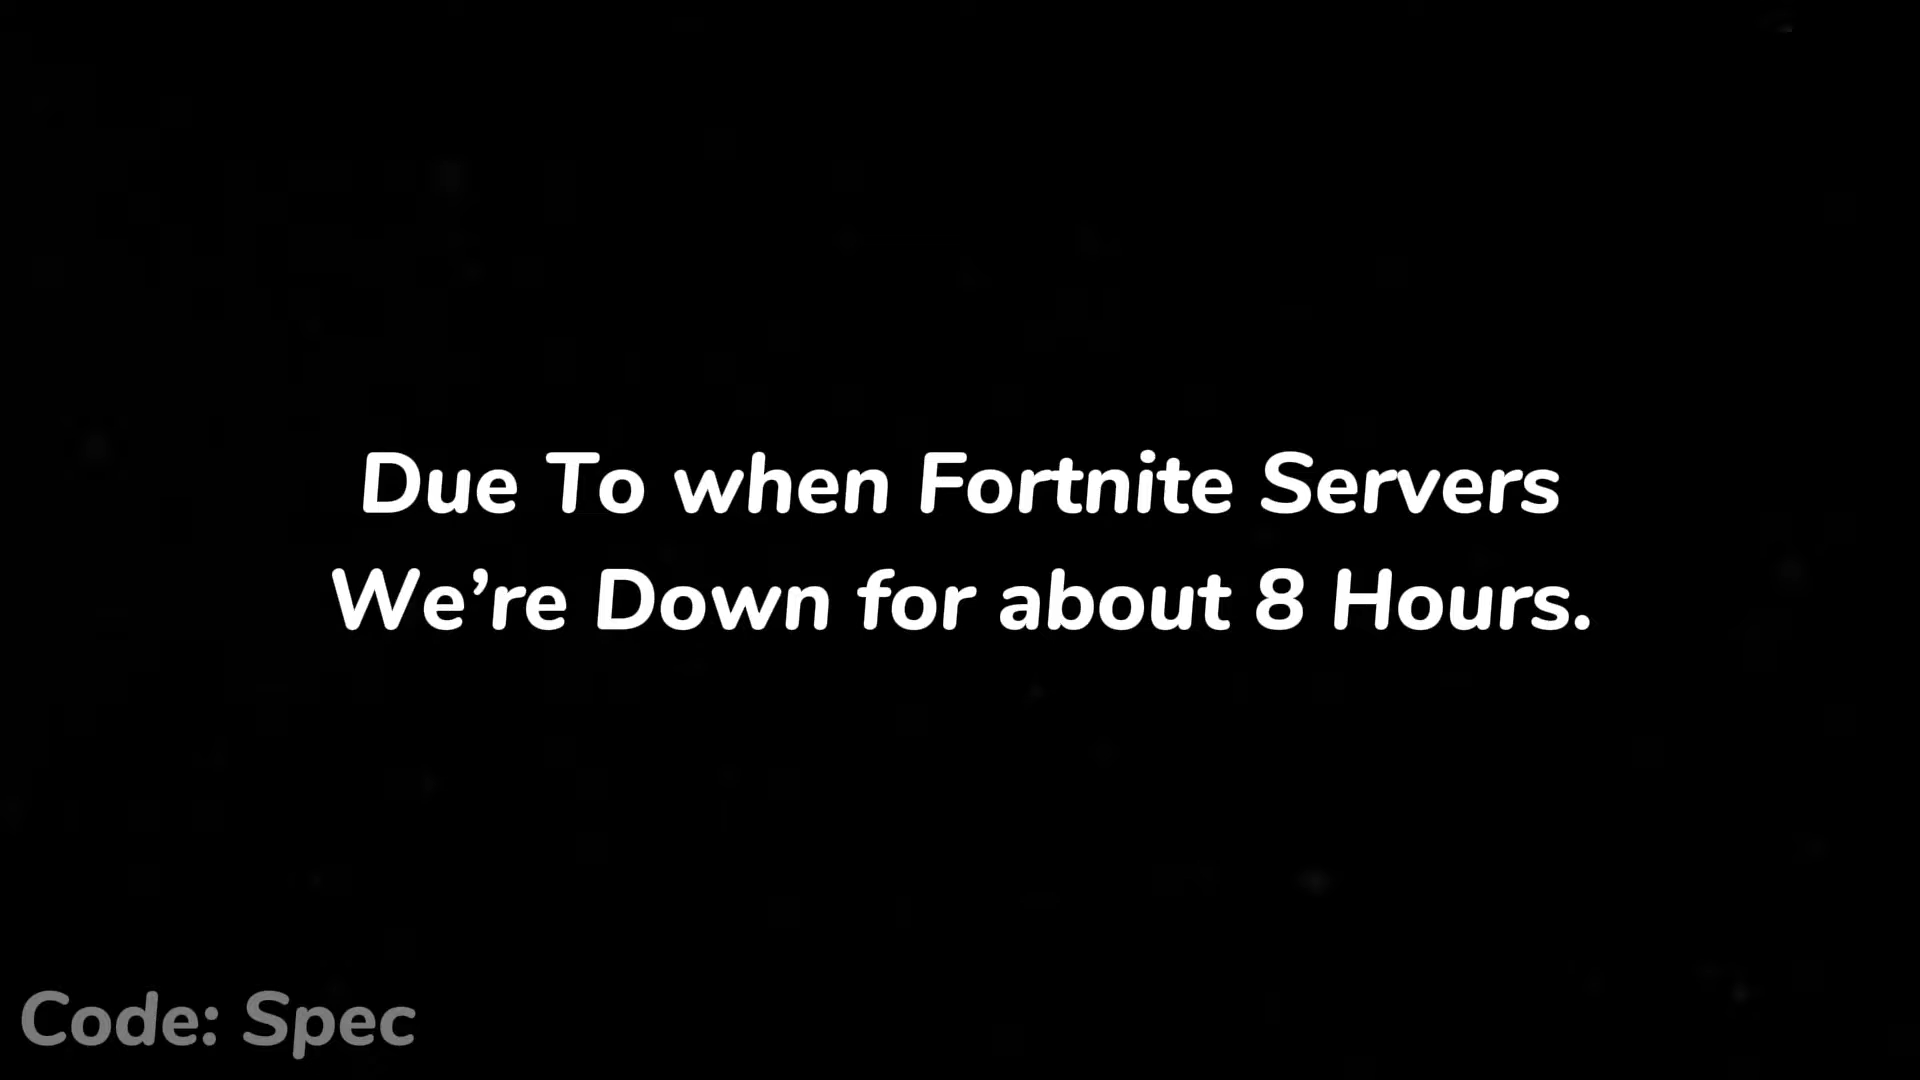 Due To when Fortnite Servers
We’re Down for about 8 Hours.
Code: Spec